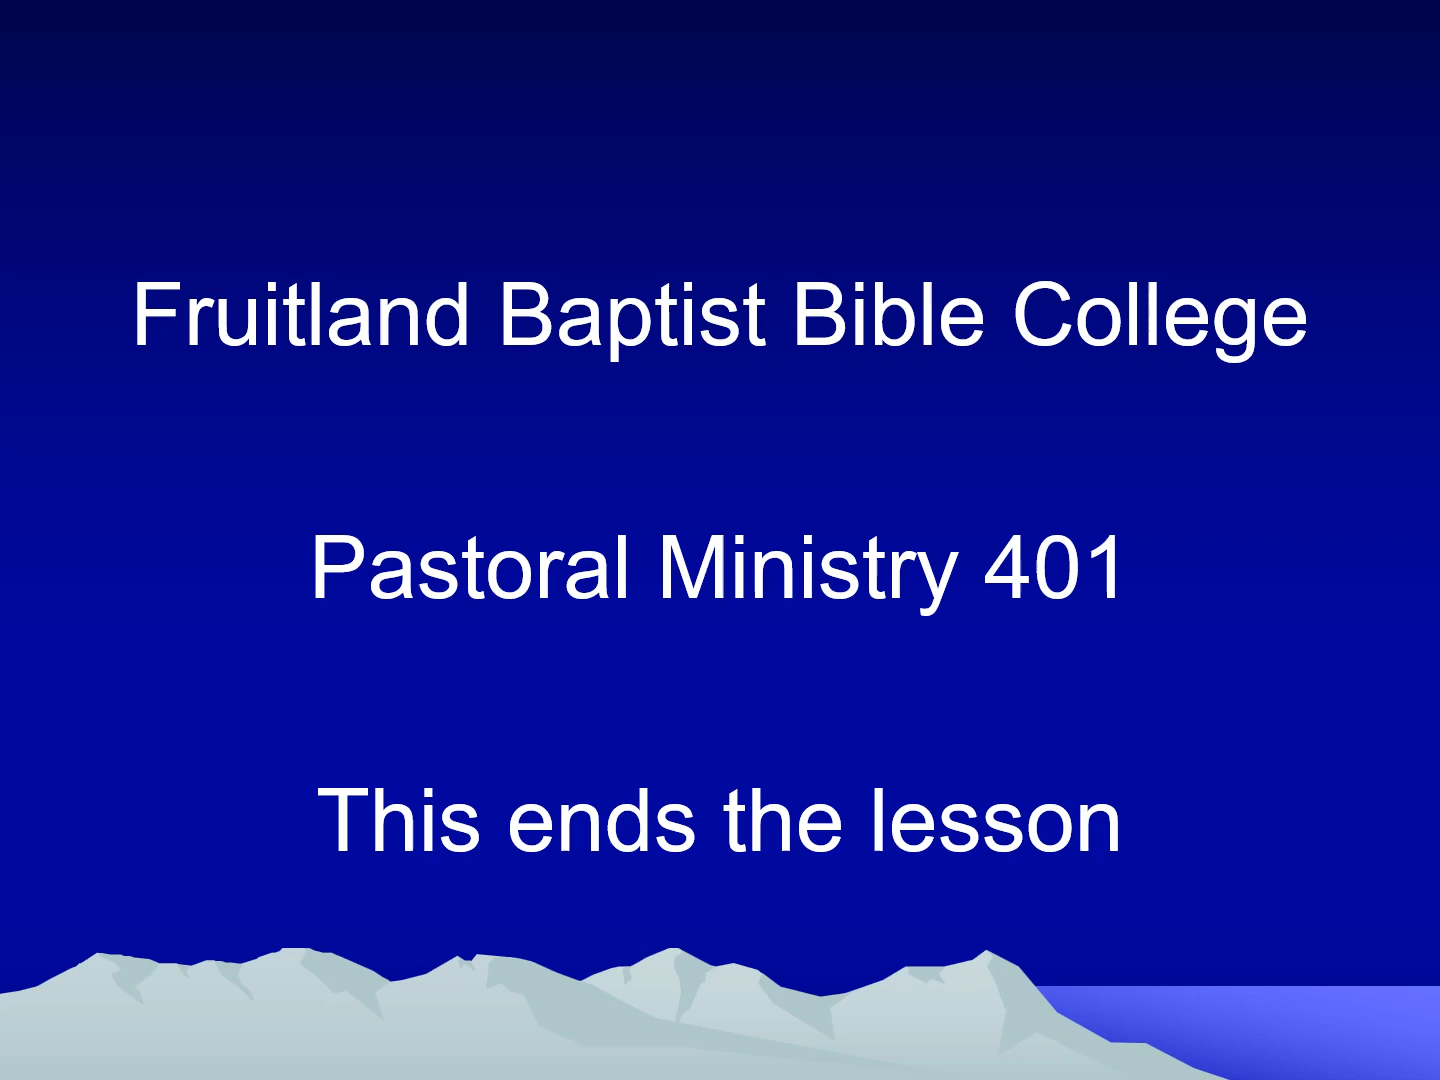 Fruitland Baptist Bible College
Pastoral Ministry 401
This ends the lesson